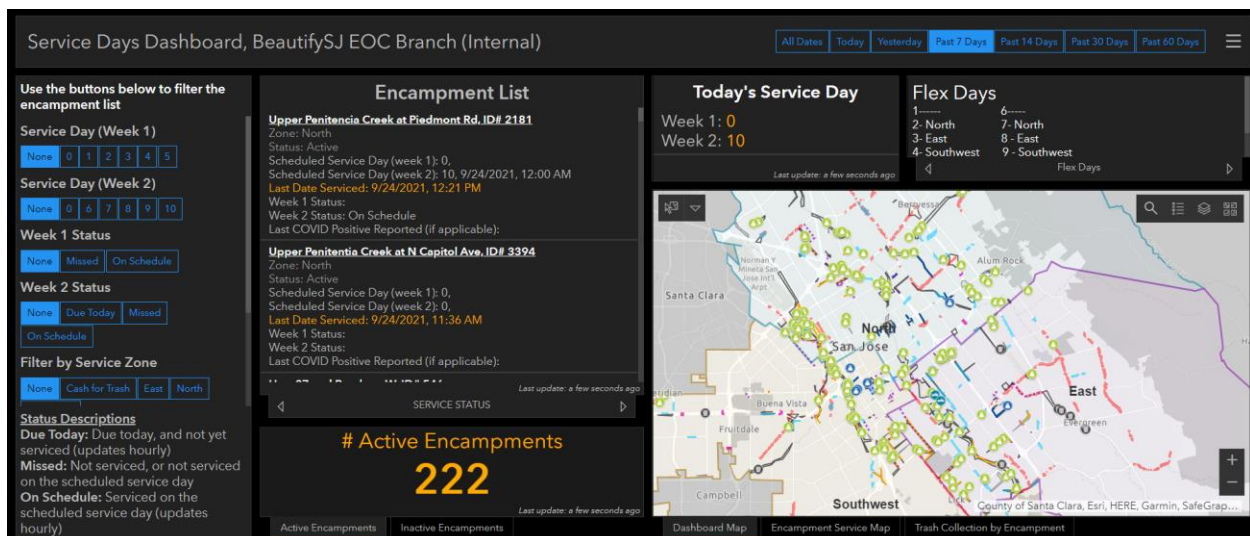 Service Days Dashboard, BeautifySJ EOC Branch (Internal)
All Dates Today Yesterday Past 7 Days Past 14 Days Past 30 Days Past 60 Days
Use the buttons below to filter the
encampment list
Service Day (Week 1)
None 0 1 2 3 4 5
Service Day (Week 2)
None 0 6 7 8 9 10
Week 1 Status
None Missed On Schedule
Week 2 Status
None Due Today Missed
On Schedule
Filter by Service Zone
None Cash for Trash East North
Status Descriptions
Due Today: Due today, and not yet
serviced (updates hourly)
Missed: Not serviced, or not serviced
on the scheduled service day
On Schedule: Serviced on the
scheduled service day (updates
hourly)
Encampment List
Upper Penitencia Creek at Piedmont Rd, ID# 2181
Zone: North
Status: Active
Scheduled Service Day (week 1): 0,
Scheduled Service Day (week 2): 10, 9/24/2021, 12:00 AM
Last Date Serviced: 9/24/2021, 12:21 PM
Week 1 Status:
Week 2 Status: On Schedule
Last COVID Positive Reported (if applicable):
Upper Penitentia Creek at N Capitol Ave, ID# 3394
Zone: North
Status: Active
Scheduled Service Day (week 1): 0,
Scheduled Service Day (week 2): 0,
Last Date Serviced: 9/24/2021, 11:36 AM
Week 1 Status:
Week 2 Status:
Last COVID Positive Reported (if applicable):
Last update: a few seconds ago
SERVICE STATUS
# Active Encampments
222
Last update: a few seconds ago
Active Encampments Inactive Encampments
Today's Service Day
Week 1: 0
Week 2: 10
Last update: a few seconds ago
Flex Days
1------ 6-----
2- North 7- North
3- East 8 - East
4- Southwest 9 - Southwest
Flex Days
Berryessa
Norman Y
Mineta San
Jose Int'l
Arpt
Alum Rock
Santa Clara
North
San Jose
East
Buena Vista
Evergreen
Fruitdale
Campbell
Southwest
County of Santa Clara, Esri, HERE, Garmin, SafeGrap...
Dashboard Map Encampment Service Map Trash Collection by Encampment